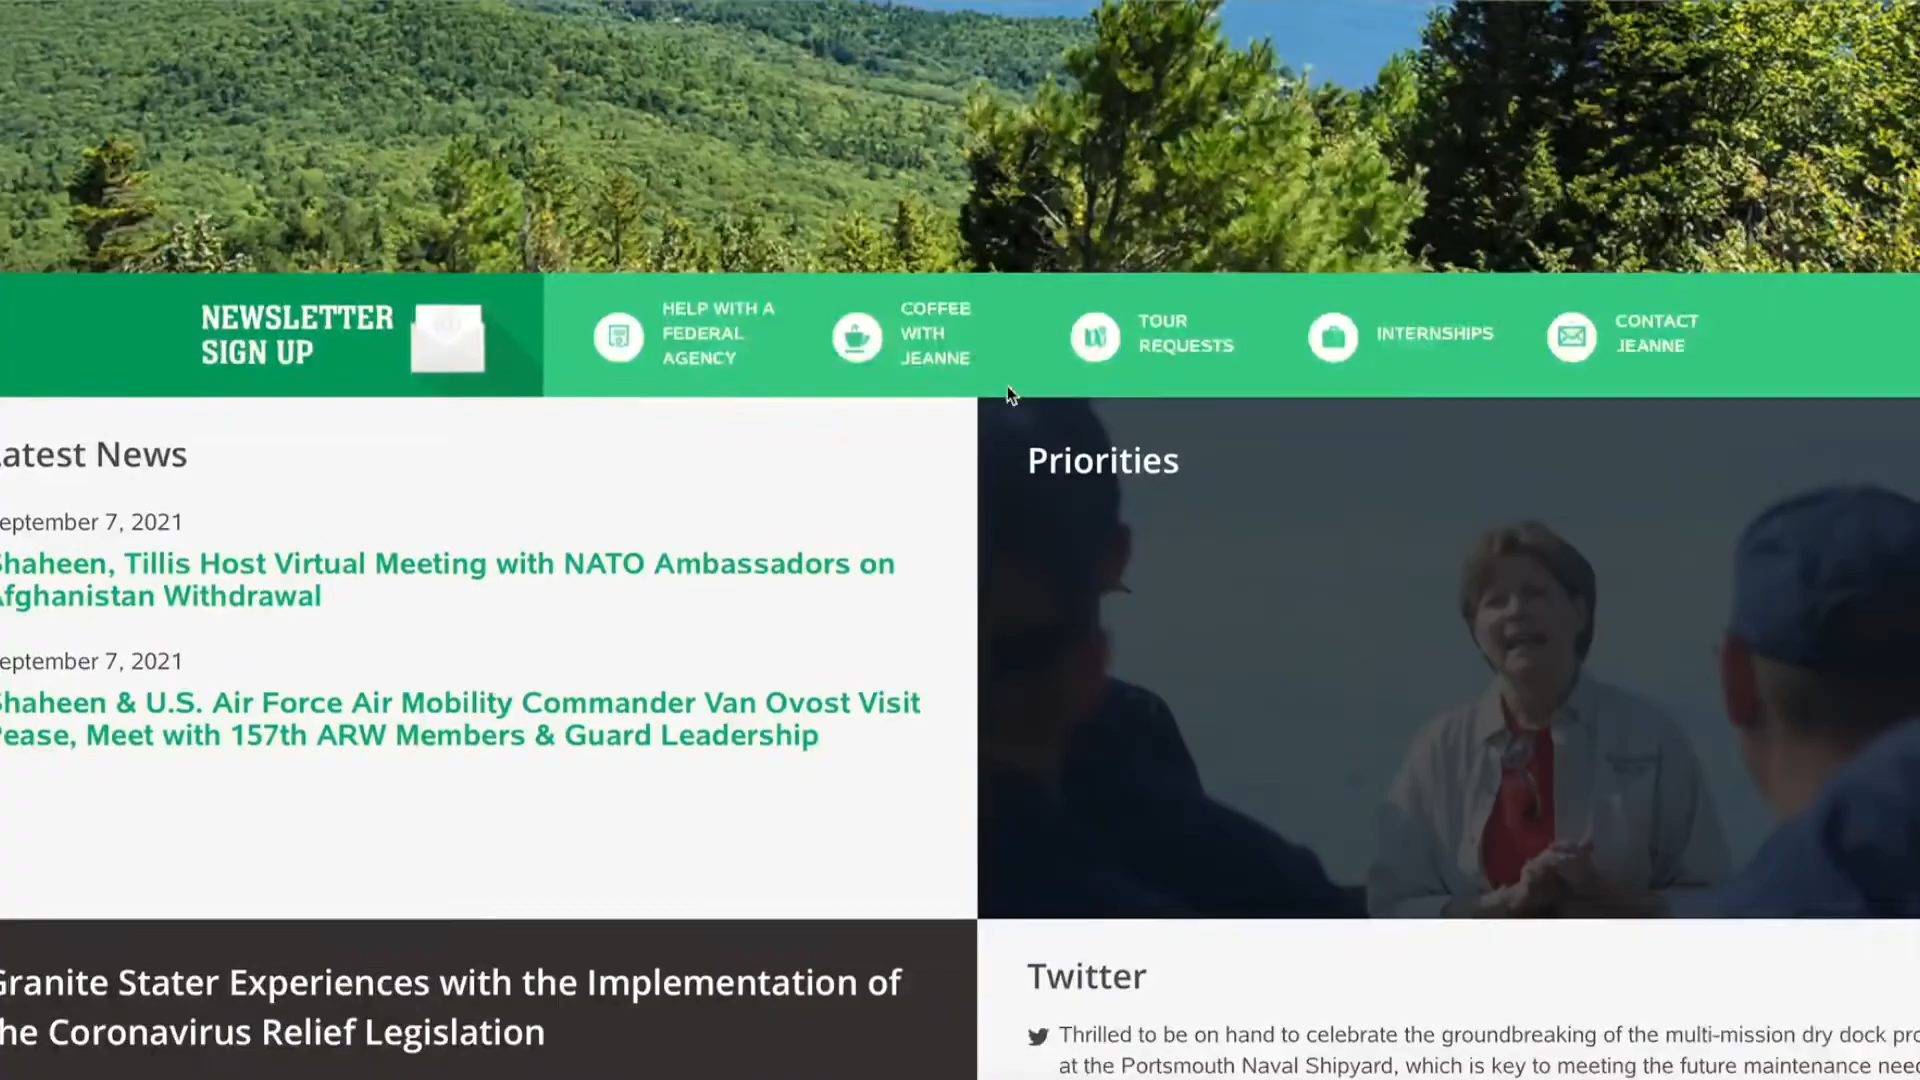 NEWSLETTER
SIGN UP
HELP WITH A
FEDERAL
AGENCY
COFFEE
WITH
JEANNE
TOUR
REQUESTS
INTERNSHIPS
CONTACT
JEANNE
atest News
eptember 7, 2021
haheen, Tillis Host Virtual Meeting with NATO Ambassadors on
fghanistan Withdrawal
eptember 7, 2021
haheen & U.S. Air Force Air Mobility Commander Van Ovost Visit
ease, Meet with 157th ARW Members & Guard Leadership
Priorities
Granite Stater Experiences with the Implementation of
he Coronavirus Relief Legislation
Twitter
Thrilled to be on hand to celebrate the groundbreaking of the multi-mission dry dock pro
at the Portsmouth Naval Shipyard, which is key to meeting the future maintenance nee